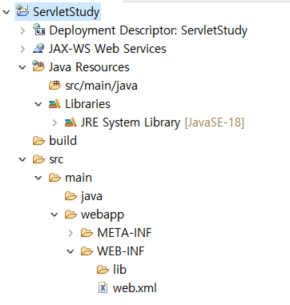 ServletStudy
Deployment Descriptor: ServletStudy
JAX-WS Web Services
Java Resources
src/main/java
Libraries
JRE System Library [JavaSE-18]
build
src
main
java
webapp
META-INF
WEB-INF
lib
web.xml